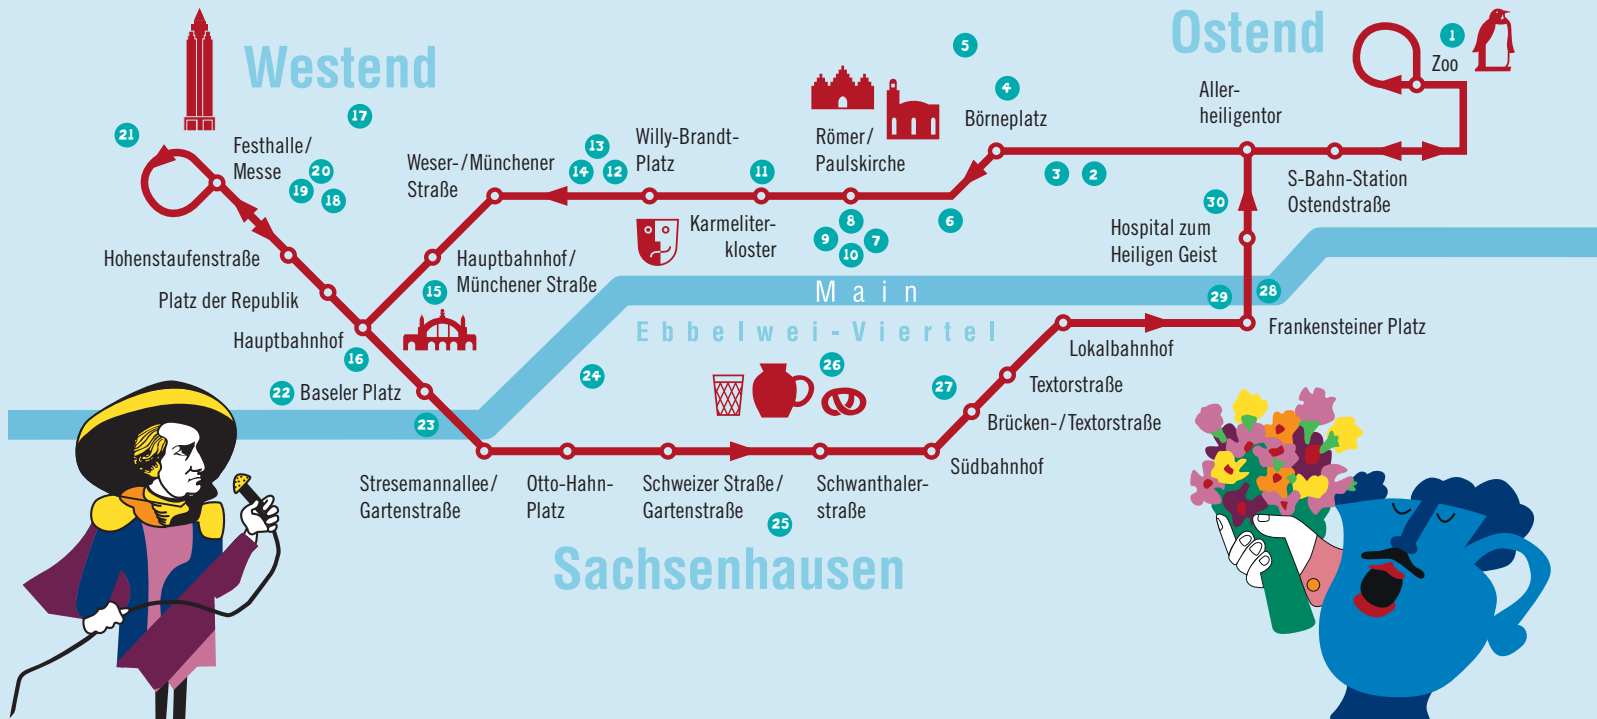 Westend
Ostend
1
Zoo
5
4
Aller-
heiligentor
Börneplatz
17
21
Festhalle/
Messe
20
19
18
Weser-/Münchener
Straße
13
14
12
Willy-Brandt-
Platz
11
Römer/
Paulskirche
3
2
S-Bahn-Station
Ostendstraße
30
Karmeliter-
kloster
8
9
7
10
6
Hospital zum
Heiligen Geist
Hohenstaufenstraße
Hauptbahnhof/
Münchener Straße
15
Platz der Republik
Main
29
28
Hauptbahnhof
16
Ebbelwei-Viertel
Lokalbahnhof
Frankensteiner Platz
22
Baseler Platz
24
26
27
Textorstraße
23
Brücken-/Textorstraße
Südbahnhof
Stresemannallee/
Gartenstraße
Otto-Hahn-
Platz
Schweizer Straße/
Gartenstraße
25
Schwanthaler-
straße
Sachsenhausen